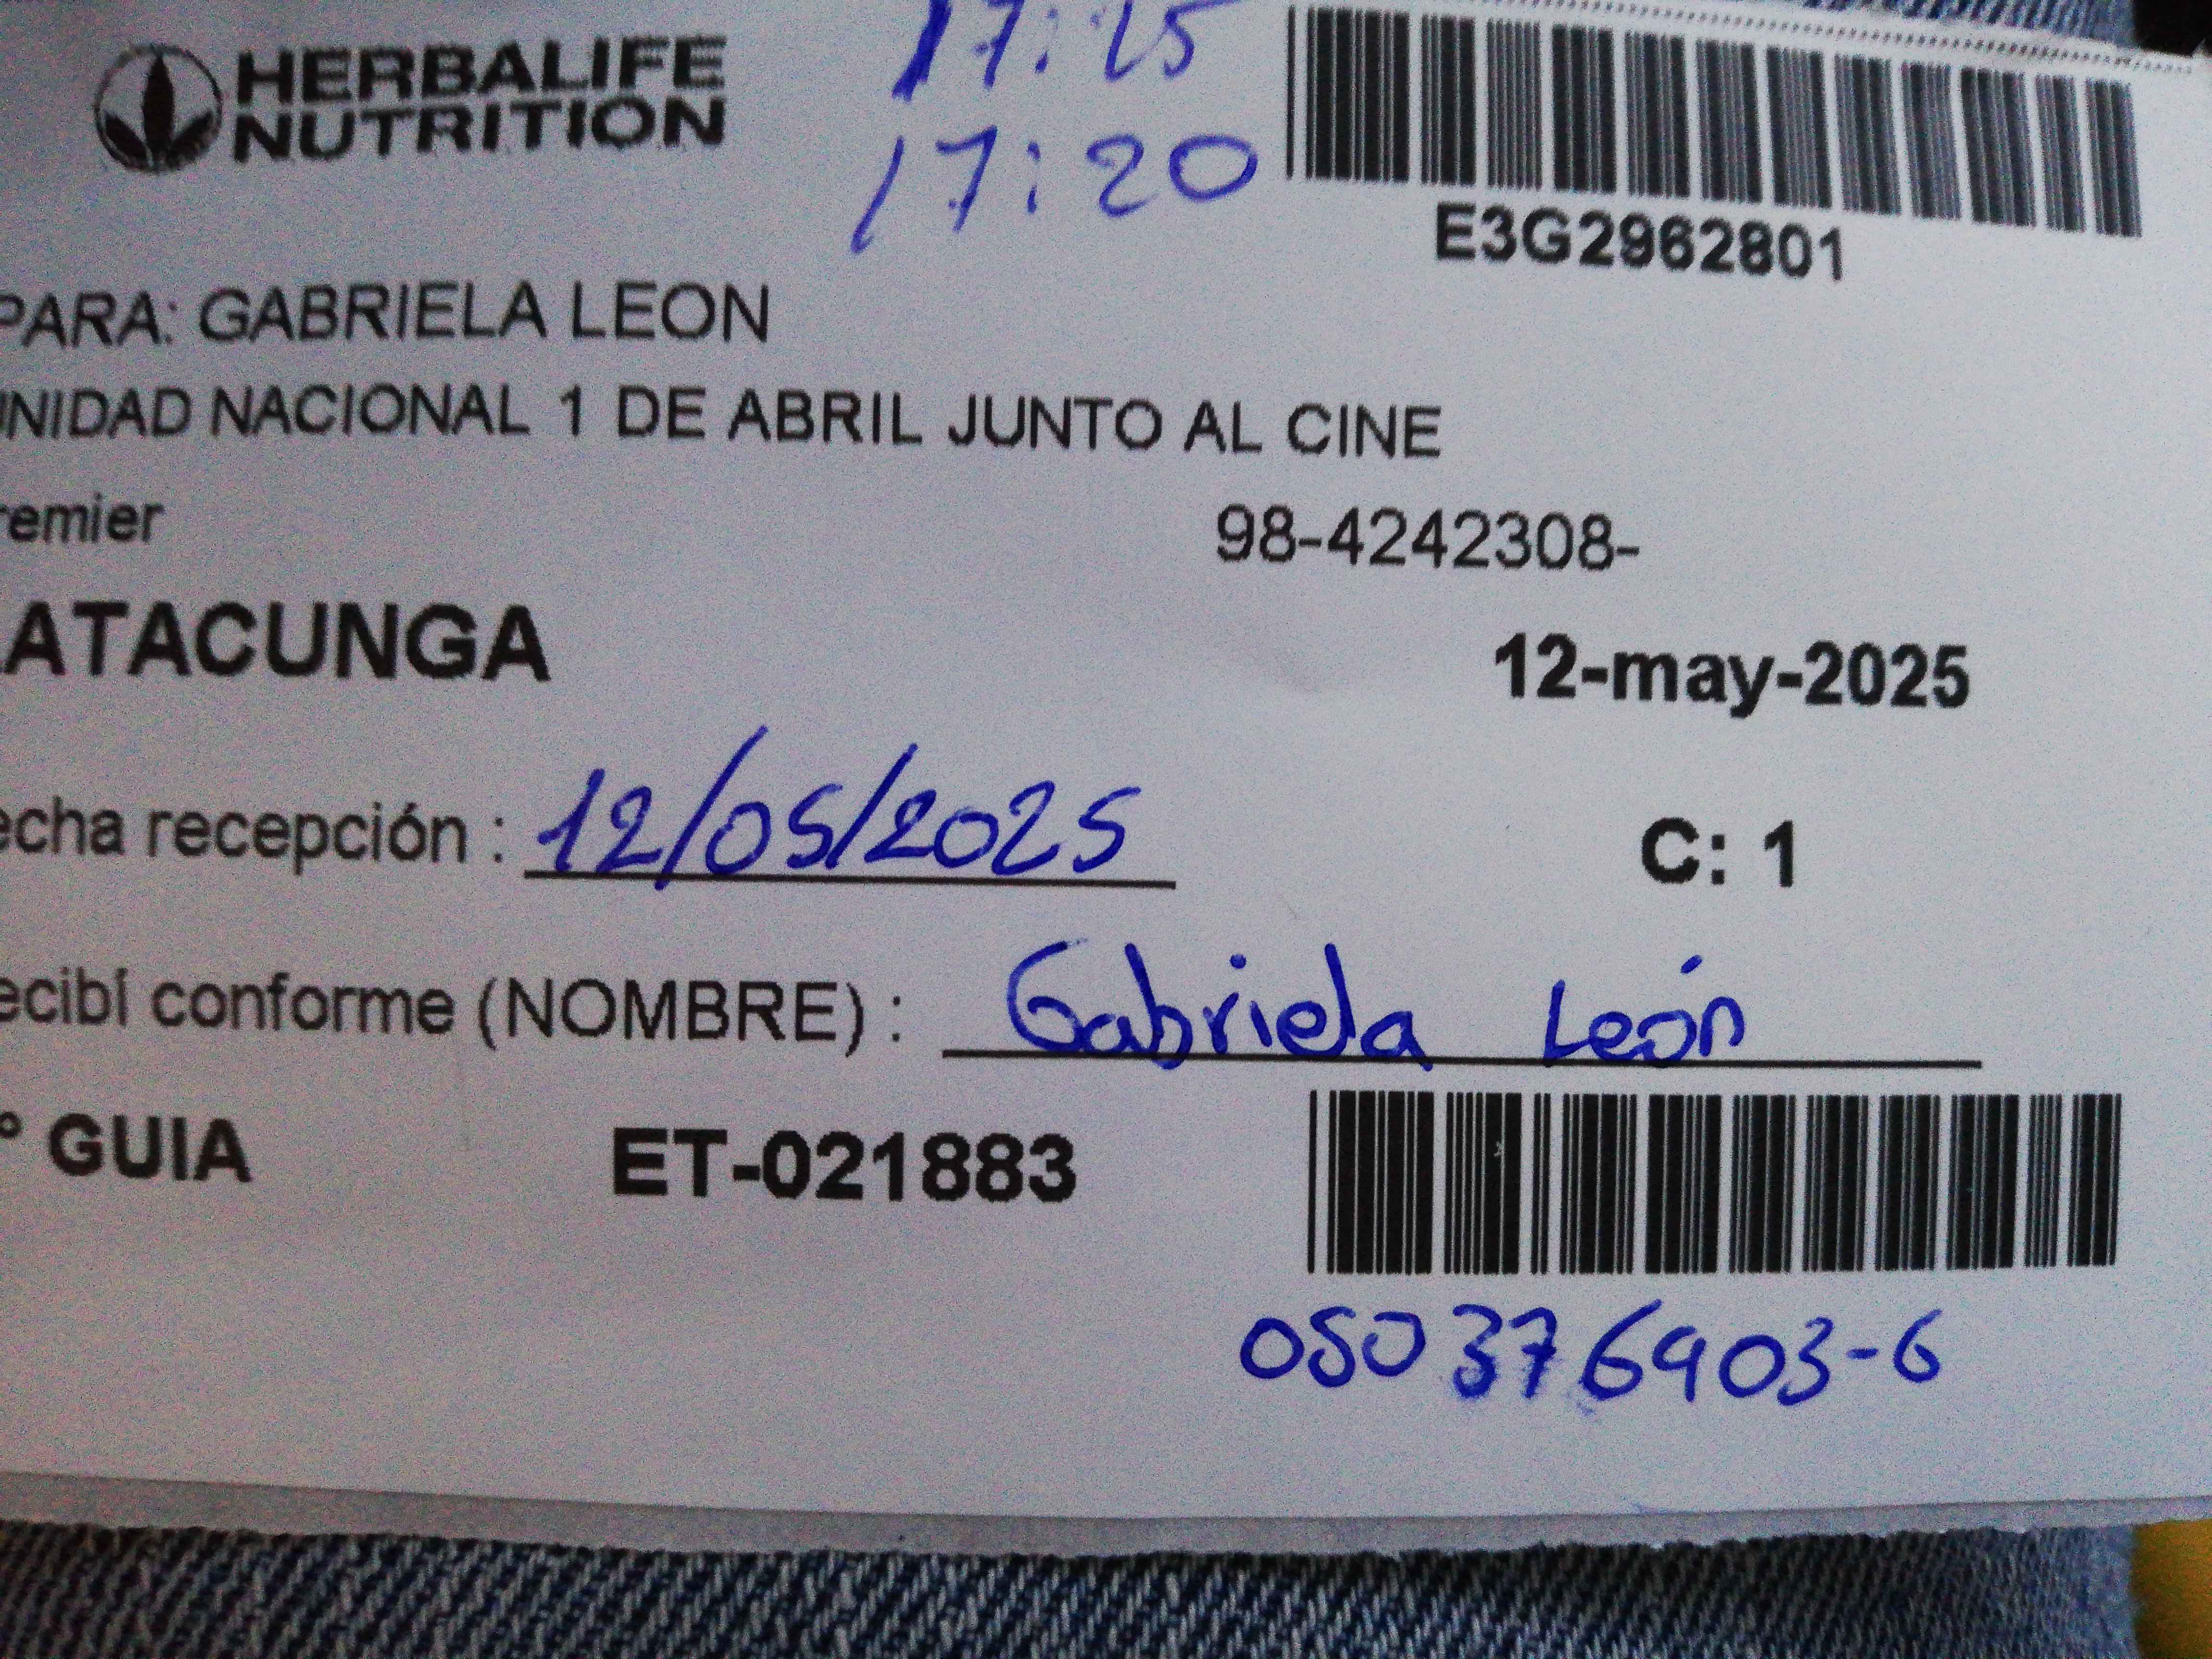 HERBALIFE
NUTRITION
17:25
17:20
E3G2962801
PARA: GABRIELA LEON
UNIDAD NACIONAL 1 DE ABRIL JUNTO AL CINE
remier
98-4242308-
LATACUNGA
12-may-2025
echa recepción : 12/05/2025
C: 1
ecibí conforme (NOMBRE) : Gabriela León
° GUIA ET-021883
050376903-6